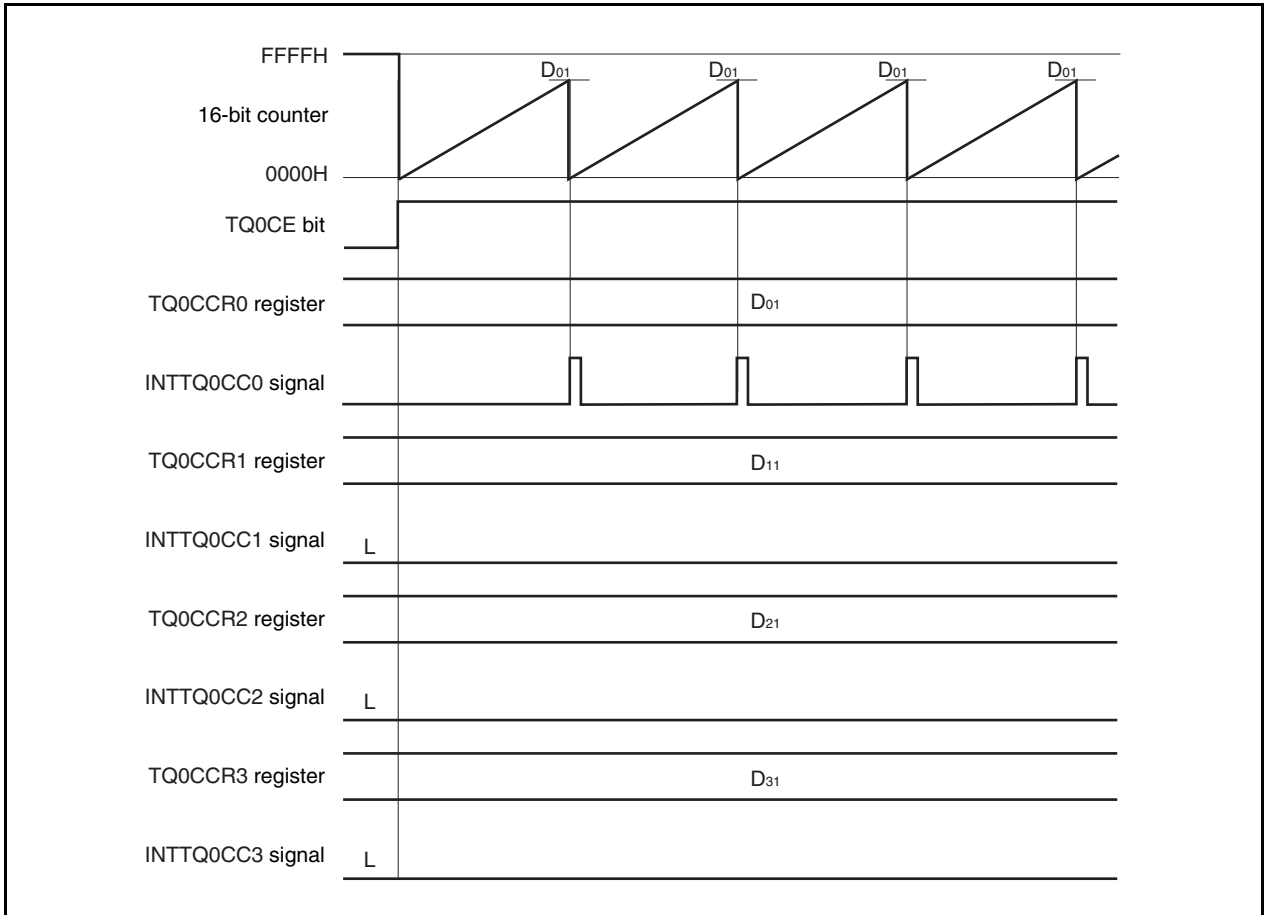 FFFFH
D01 D01 D01 D01
16-bit counter
0000H
TQ0CE bit
TQ0CCR0 register D01
INTTQ0CC0 signal
TQ0CCR1 register D11
INTTQ0CC1 signal L
TQ0CCR2 register D21
INTTQ0CC2 signal L
TQ0CCR3 register D31
INTTQ0CC3 signal L